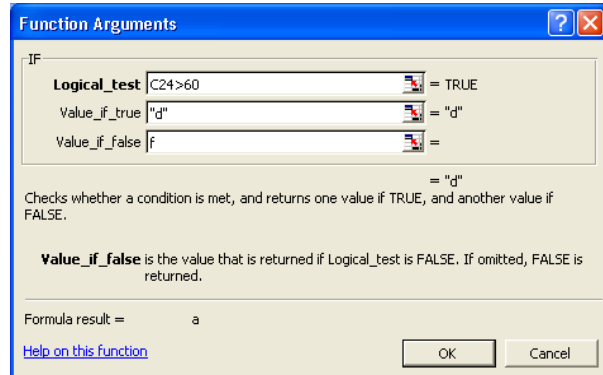 Function Arguments
IF
Logical_test C24>60 = TRUE
Value_if_true "d" = "d"
Value_if_false f =
= "d"
Checks whether a condition is met, and returns one value if TRUE, and another value if
FALSE.
Value_if_false is the value that is returned if Logical_test is FALSE. If omitted, FALSE is
returned.
Formula result = a
Help on this function
OK Cancel